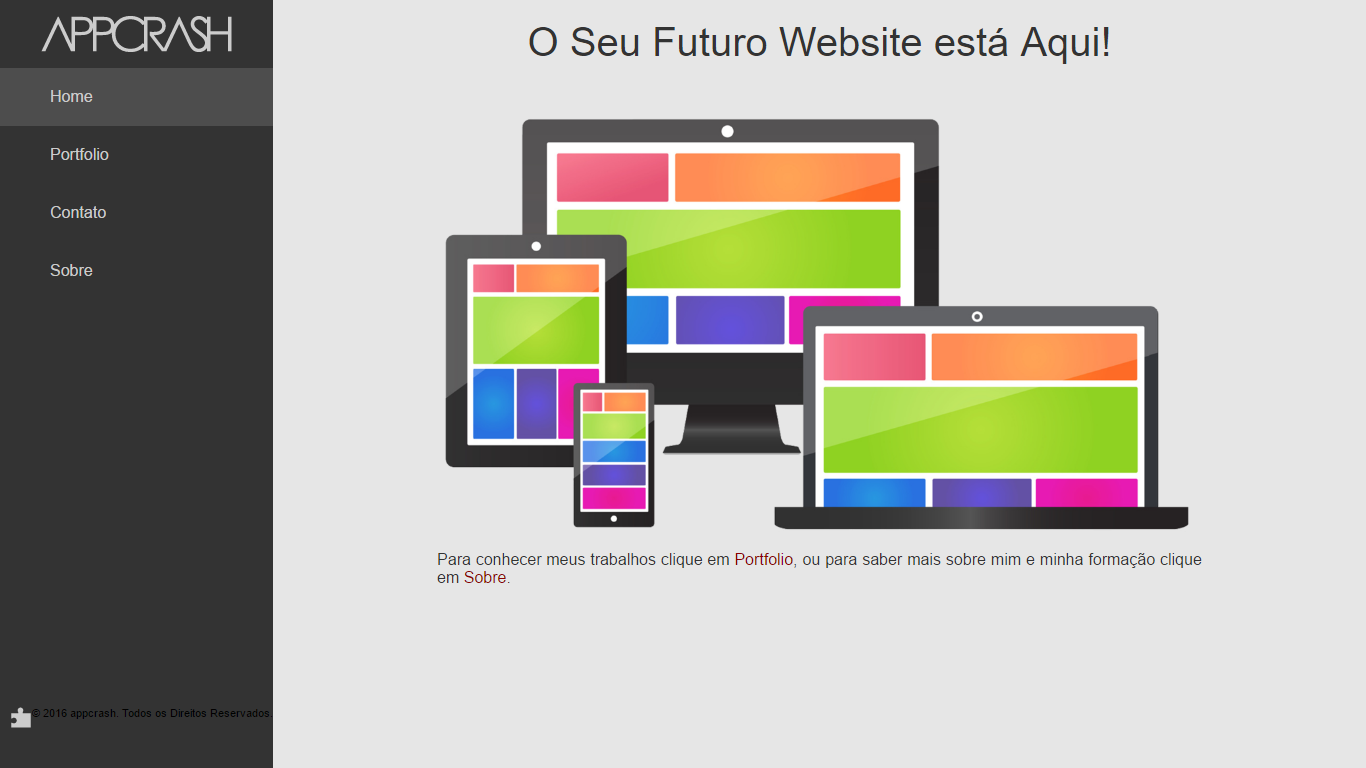 APPCRASH
Home
Portfolio
Contato
Sobre
© 2016 appcrash. Todos os Direitos Reservados.
O Seu Futuro Website está Aqui!
Para conhecer meus trabalhos clique em Portfolio, ou para saber mais sobre mim e minha formação clique
em Sobre.